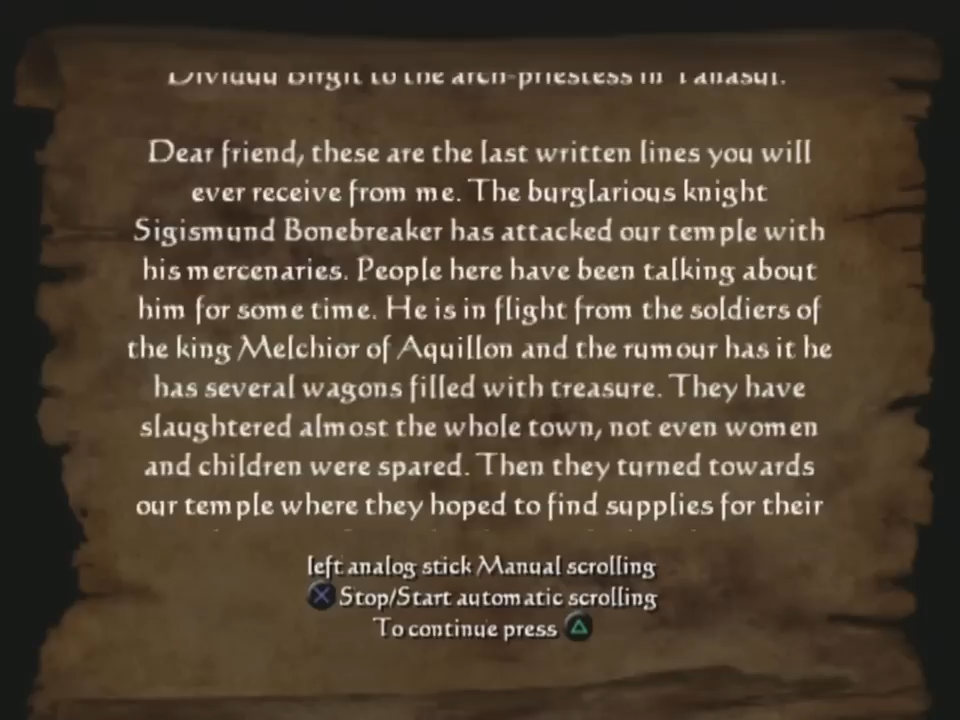 to the arch-priestess in
Dear friend, these are the last written lines you will
ever receive from me. The burglarious knight
Sigismund Bonebreaker has attacked our temple with
his mercenaries. People here have been talking about
him for some time. He is in flight from the soldiers of
the king Melchior of Aquillon and the rumour has it he
has several wagons filled with treasure. They have
slaughtered almost the whole town, not even women
and children were spared. Then they turned towards
our temple where they hoped to find supplies for their
left analog stick Manual scrolling
Stop/Start automatic scrolling
To continue press